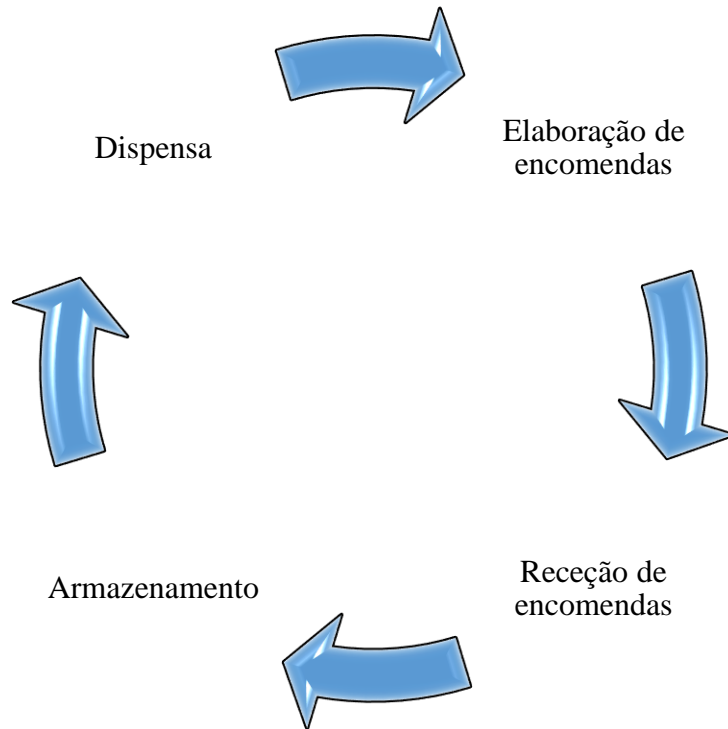 Dispensa
Elaboração de
encomendas
Armazenamento
Receção de
encomendas